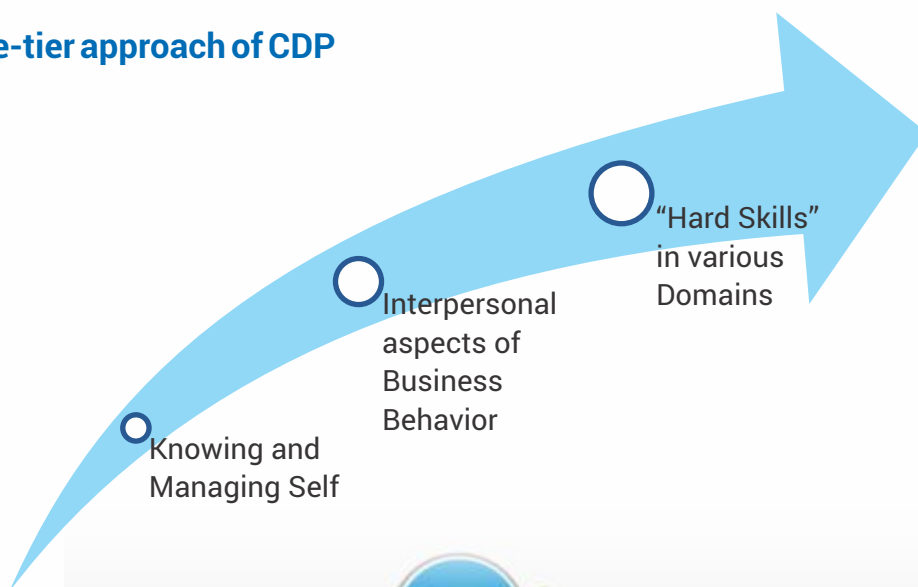 e-tier approach of CDP
“Hard Skills”
in various
Domains
Interpersonal
aspects of
Business
Behavior
Knowing and
Managing Self